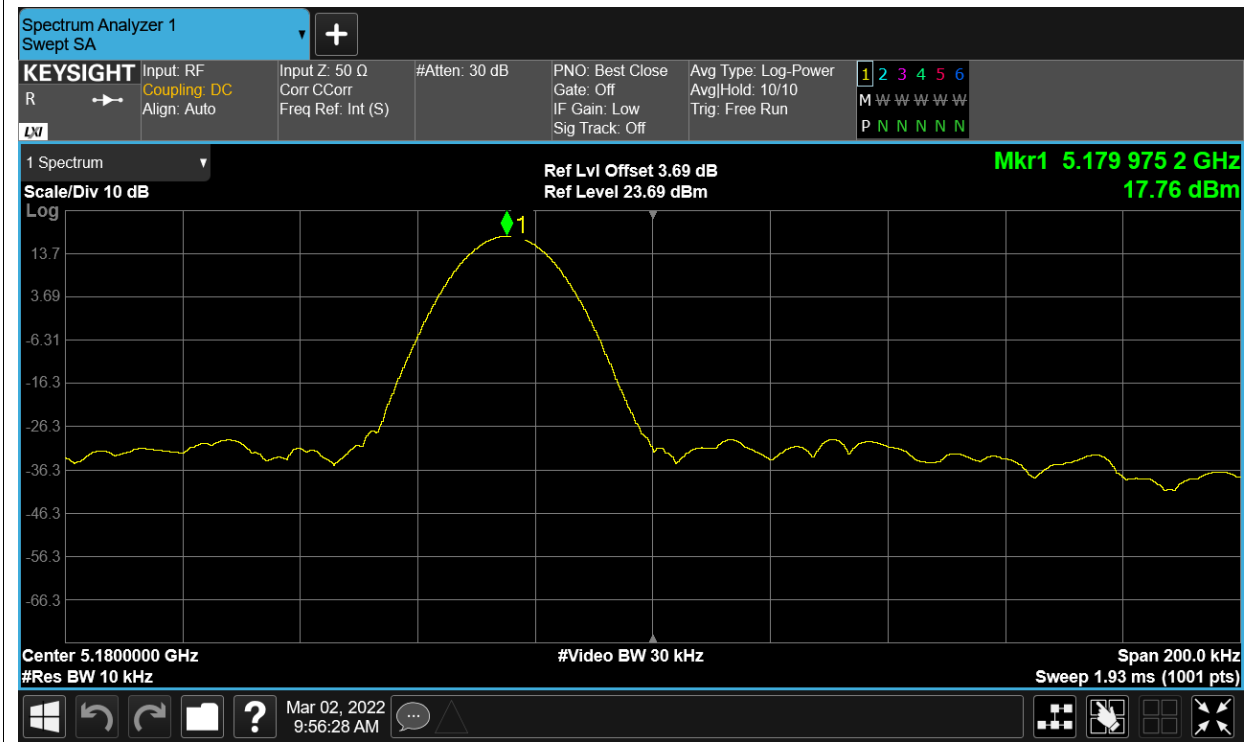 Spectrum Analyzer 1
Swept SA
+
KEYSIGHT
R
LXI
Input: RF
Coupling: DC
Align: Auto
Input Z: 50 Ω
Corr CCorr
Freq Ref: Int (S)
#Atten: 30 dB
PNO: Best Close
Gate: Off
IF Gain: Low
Sig Track: Off
Avg Type: Log-Power
Avg|Hold: 10/10
Trig: Free Run
1 2 3 4 5 6
M W W W W W
P N N N N N
1 Spectrum
Scale/Div 10 dB
Ref Lvl Offset 3.69 dB
Ref Level 23.69 dBm
Mkr1 5.179 975 2 GHz
17.76 dBm
Log
1
13.7
3.69
-6.31
-16.3
-26.3
-36.3
-46.3
-56.3
-66.3
Center 5.1800000 GHz
#Video BW 30 kHz
Span 200.0 kHz
#Res BW 10 kHz
Sweep 1.93 ms (1001 pts)
?
Mar 02, 2022
9:56:28 AM